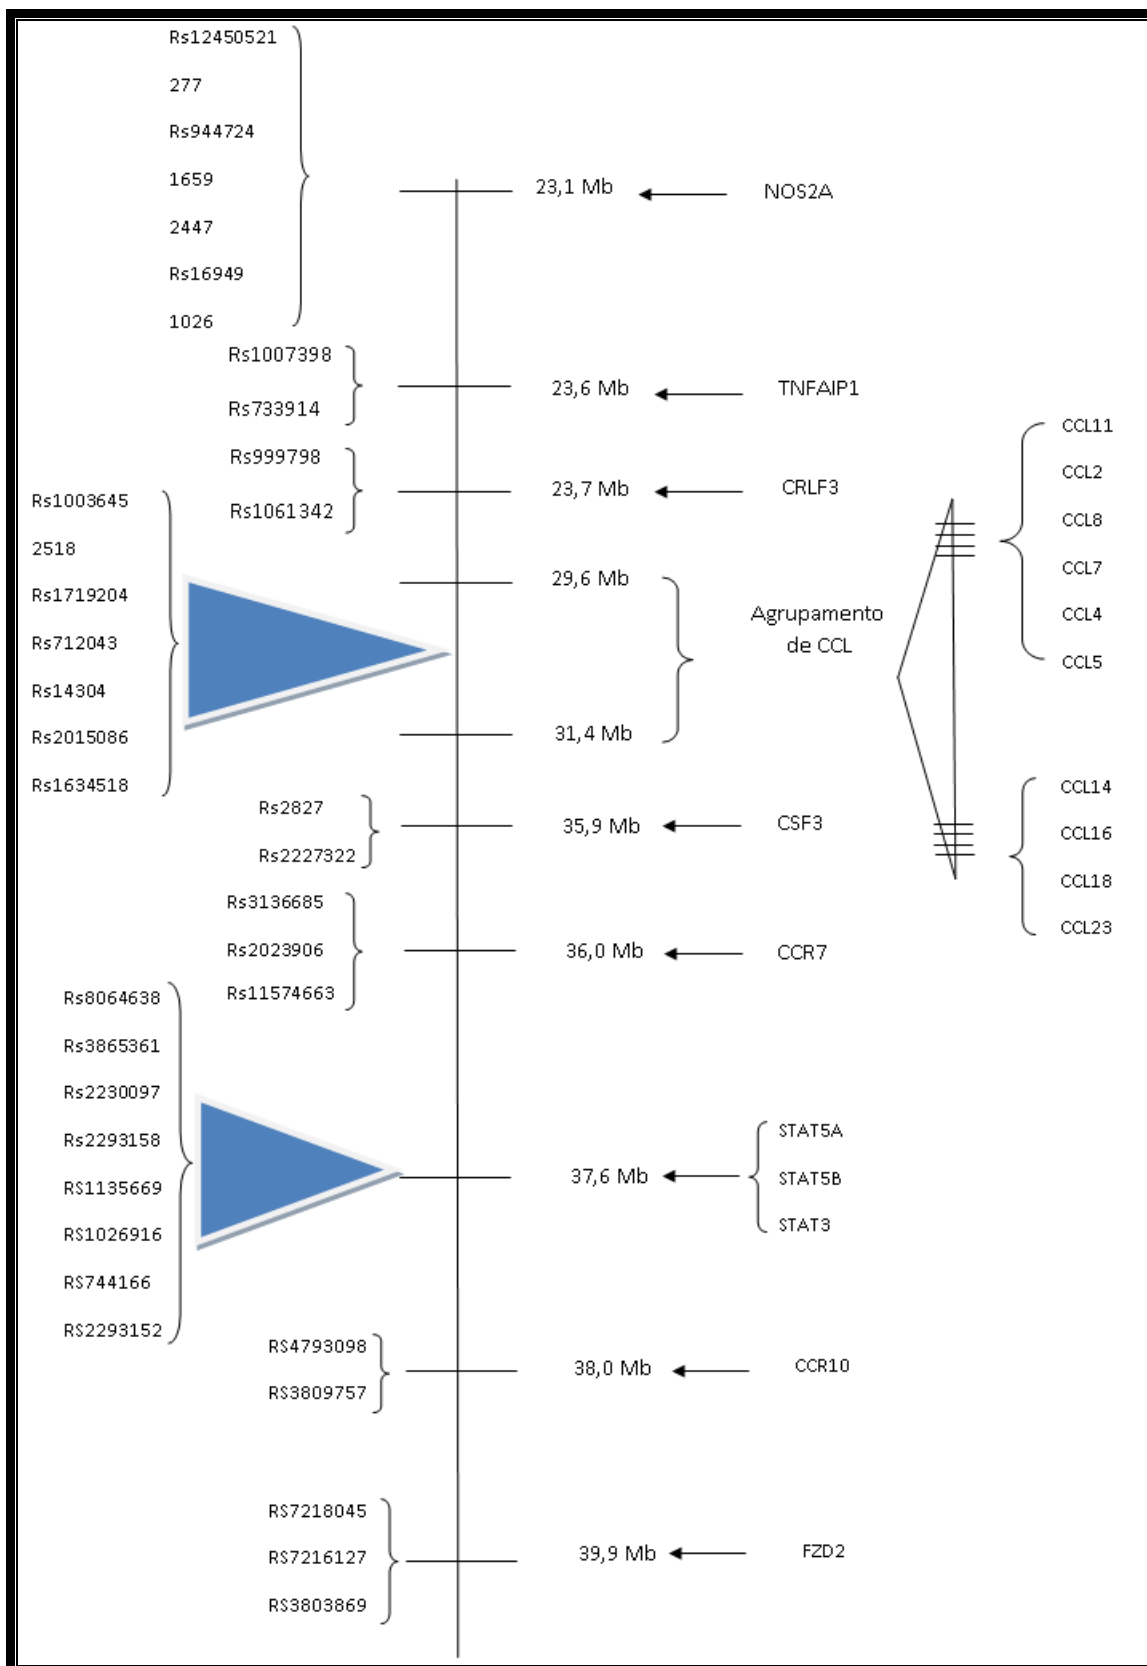 Rs12450521
277
Rs944724
1659
2447
Rs16949
1026
23,1 Mb
NOS2A
Rs1007398
Rs733914
23,6 Mb
TNFAIP1
Rs999798
Rs1061342
23,7 Mb
CRLF3
Rs1003645
2518
Rs1719204
Rs712043
Rs14304
Rs2015086
Rs1634518
29,6 Mb
31,4 Mb
Agrupamento
de CCL
CCL11
CCL2
CCL8
CCL7
CCL4
CCL5
CCL14
CCL16
CCL18
CCL23
Rs2827
Rs2227322
35,9 Mb
CSF3
Rs3136685
Rs2023906
Rs11574663
36,0 Mb
CCR7
Rs8064638
Rs3865361
Rs2230097
Rs2293158
RS1135669
RS1026916
RS744166
RS2293152
37,6 Mb
STAT5A
STAT5B
STAT3
RS4793098
RS3809757
38,0 Mb
CCR10
RS7218045
RS7216127
RS3803869
39,9 Mb
FZD2